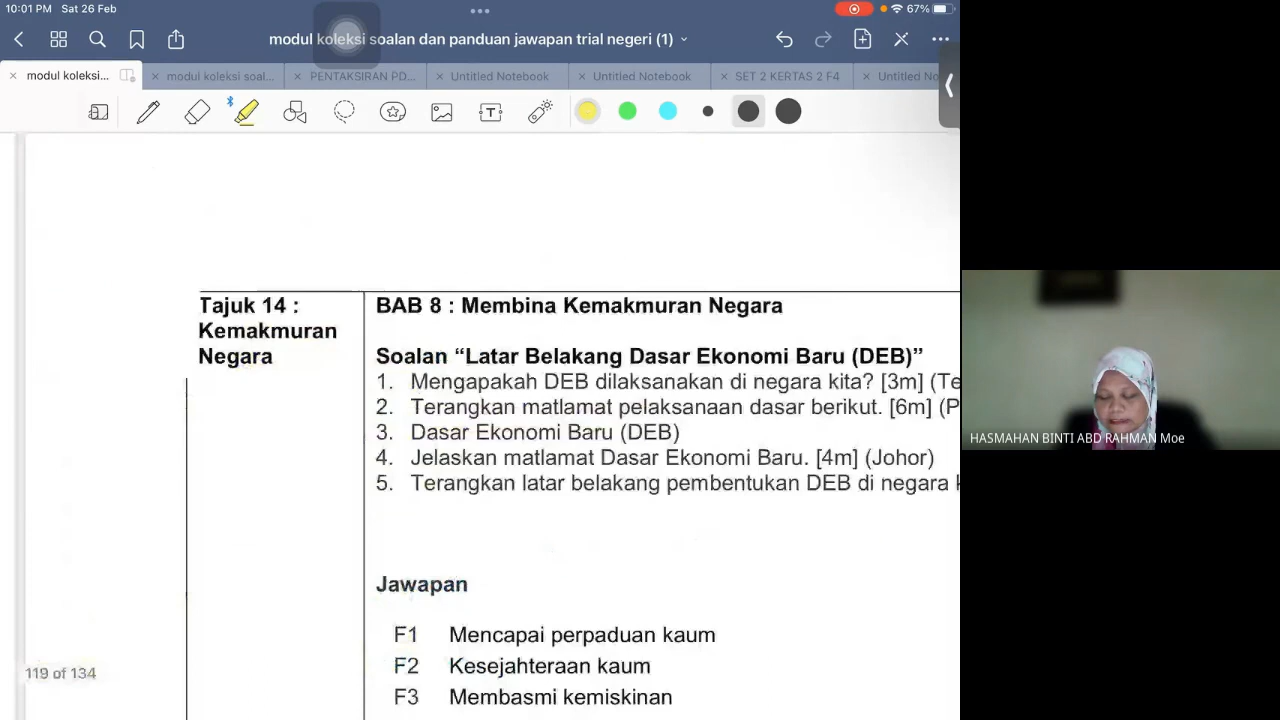 10:01 PM Sat 26 Feb
67%
modul koleksi soalan dan panduan jawapan trial negeri (1)
modul koleksi...
modul koleksi soal...
PENTAKSIRAN PD...
Untitled Notebook
Untitled Notebook
SET 2 KERTAS 2 F4
Untitled No
Tajuk 14 :
Kemakmuran
Negara
BAB 8 : Membina Kemakmuran Negara
Soalan “Latar Belakang Dasar Ekonomi Baru (DEB)”
1. Mengapakah DEB dilaksanakan di negara kita? [3m] (Te
2. Terangkan matlamat pelaksanaan dasar berikut. [6m] (P
3. Dasar Ekonomi Baru (DEB)
4. Jelaskan matlamat Dasar Ekonomi Baru. [4m] (Johor)
5. Terangkan latar belakang pembentukan DEB di negara k
Jawapan
F1 Mencapai perpaduan kaum
F2 Kesejahteraan kaum
F3 Membasmi kemiskinan
119 of 134
HASMAHAN BINTI ABD RAHMAN Moe